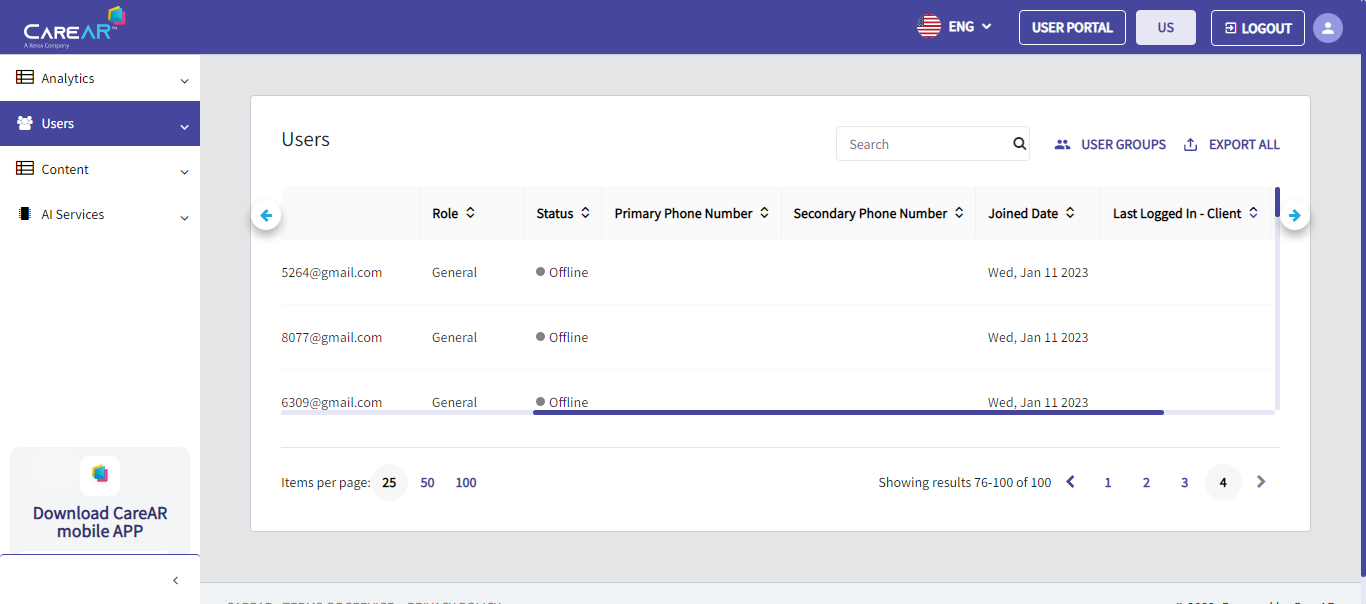 CAREAR™
A Xerox Company
ENG
USER PORTAL
US
LOGOUT
Analytics
Users
Content
AI Services
Download CareAR
mobile APP
Users
Search
USER GROUPS
EXPORT ALL
Role Status Primary Phone Number Secondary Phone Number Joined Date Last Logged In - Client
5264@gmail.com General Offline Wed, Jan 11 2023
8077@gmail.com General Offline Wed, Jan 11 2023
6309@gmail.com General Offline Wed, Jan 11 2023
Items per page: 25 50 100
Showing results 76-100 of 100 1 2 3 4